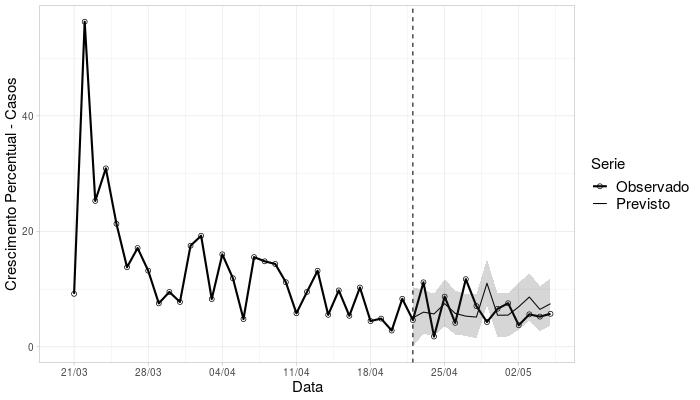 Crescimento Percentual - Casos
40
20
0
21/03
28/03
04/04
11/04
18/04
25/04
02/05
Data
Serie
Observado
Previsto